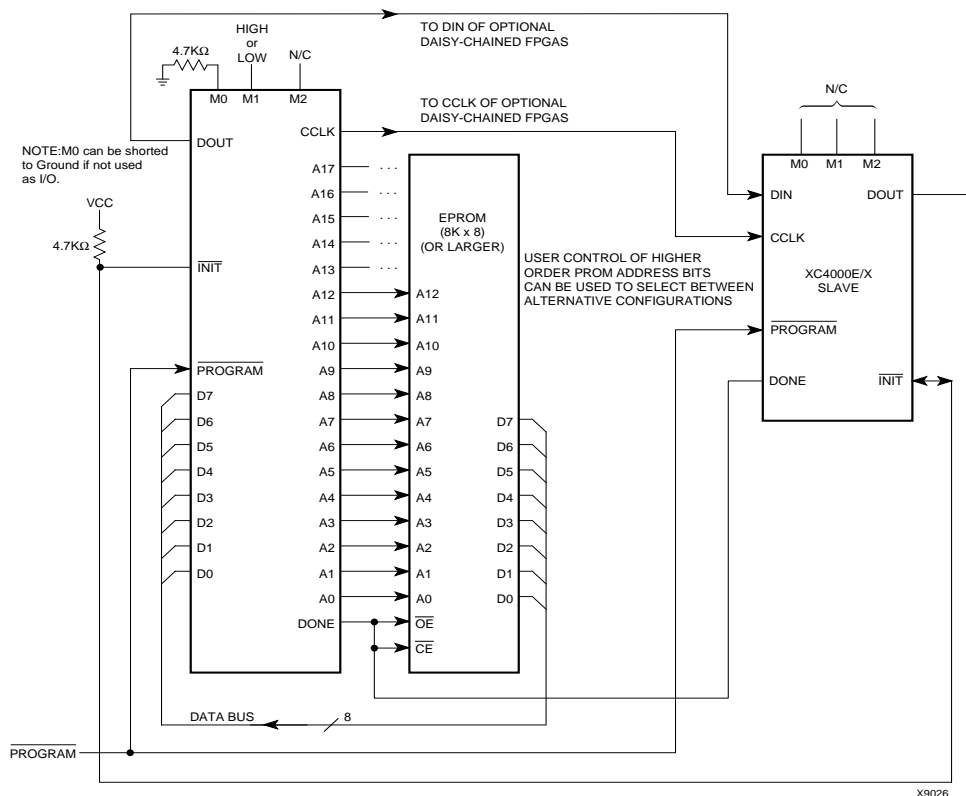 HIGH
or
LOW
4.7KΩ
N/C
M0 M1 M2
TO DIN OF OPTIONAL
DAISY-CHAINED FPGAS
TO CCLK OF OPTIONAL
DAISY-CHAINED FPGAS
NOTE:M0 can be shorted
to Ground if not used
as I/O.
VCC
4.7KΩ
DOUT
INIT
PROGRAM
D7
D6
D5
D4
D3
D2
D1
D0
CCLK
A17 ...
A16 ...
A15 ...
A14 ...
A13 ...
A12
A11
A10
A9
A8
A7
A6
A5
A4
A3
A2
A1
A0
DONE
EPROM
(8K x 8)
(OR LARGER)
A12
A11
A10
A9
A8
A7
A6
A5
A4
A3
A2
A1
A0
OE
CE
D7
D6
D5
D4
D3
D2
D1
D0
USER CONTROL OF HIGHER
ORDER PROM ADDRESS BITS
CAN BE USED TO SELECT BETWEEN
ALTERNATIVE CONFIGURATIONS
N/C
M0 M1 M2
DIN DOUT
CCLK
XC4000E/X
SLAVE
PROGRAM
DONE INIT
DATA BUS 8
PROGRAM
X9026